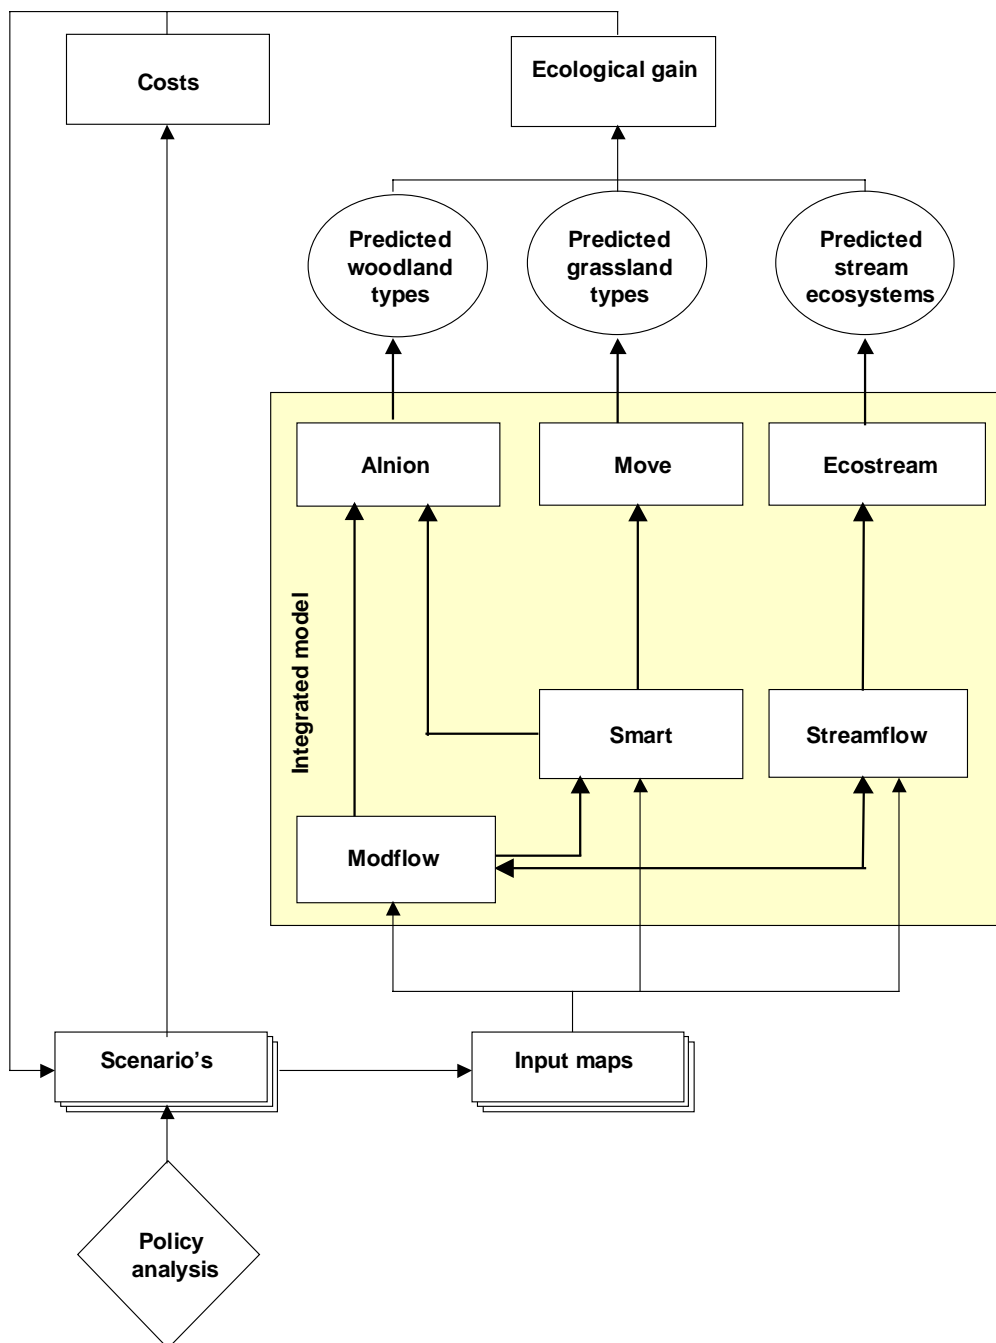 Costs
Ecological gain
Predicted
woodland
types
Predicted
grassland
types
Predicted
stream
ecosystems
Alnion
Move
Ecostream
Integrated model
Smart
Streamflow
Modflow
Scenario's
Input maps
Policy
analysis